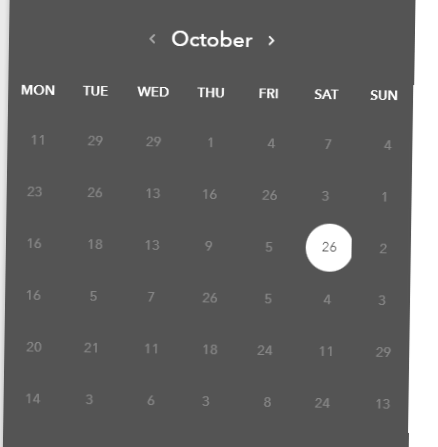 ‹ October ›
MON TUE WED THU FRI SAT SUN
11 29 29 1 4 7 4
23 26 13 16 26 3 1
16 18 13 9 5 26 2
16 5 7 26 5 4 3
20 21 11 18 24 11 29
14 3 6 3 8 24 13